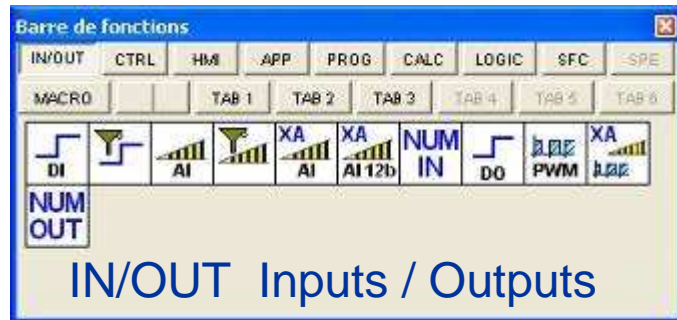 Barre de fonctions
IN/OUT CTRL HMI APP PROG CALC LOGIC SFC SPE
MACRO TAB 1 TAB 2 TAB 3 TAB 4 TAB 5 TAB 6
XA XA NUM XA
DI AI AI AI 12b IN DO PWM
NUM
OUT
IN/OUT Inputs / Outputs